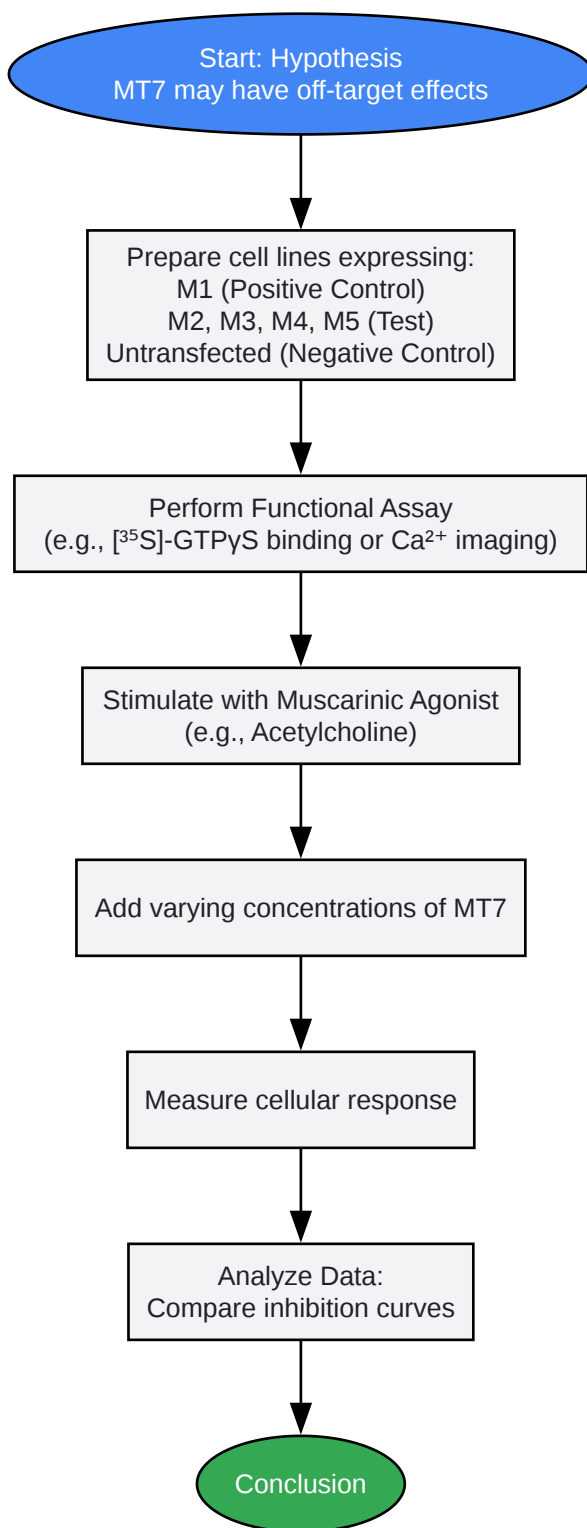 Start: Hypothesis
MT7 may have off-target effects
Prepare cell lines expressing:
M1 (Positive Control)
M2, M3, M4, M5 (Test)
Untransfected (Negative Control)
Perform Functional Assay
(e.g., [³⁵S]-GTPγS binding or Ca²⁺ imaging)
Stimulate with Muscarinic Agonist
(e.g., Acetylcholine)
Add varying concentrations of MT7
Measure cellular response
Analyze Data:
Compare inhibition curves
Conclusion